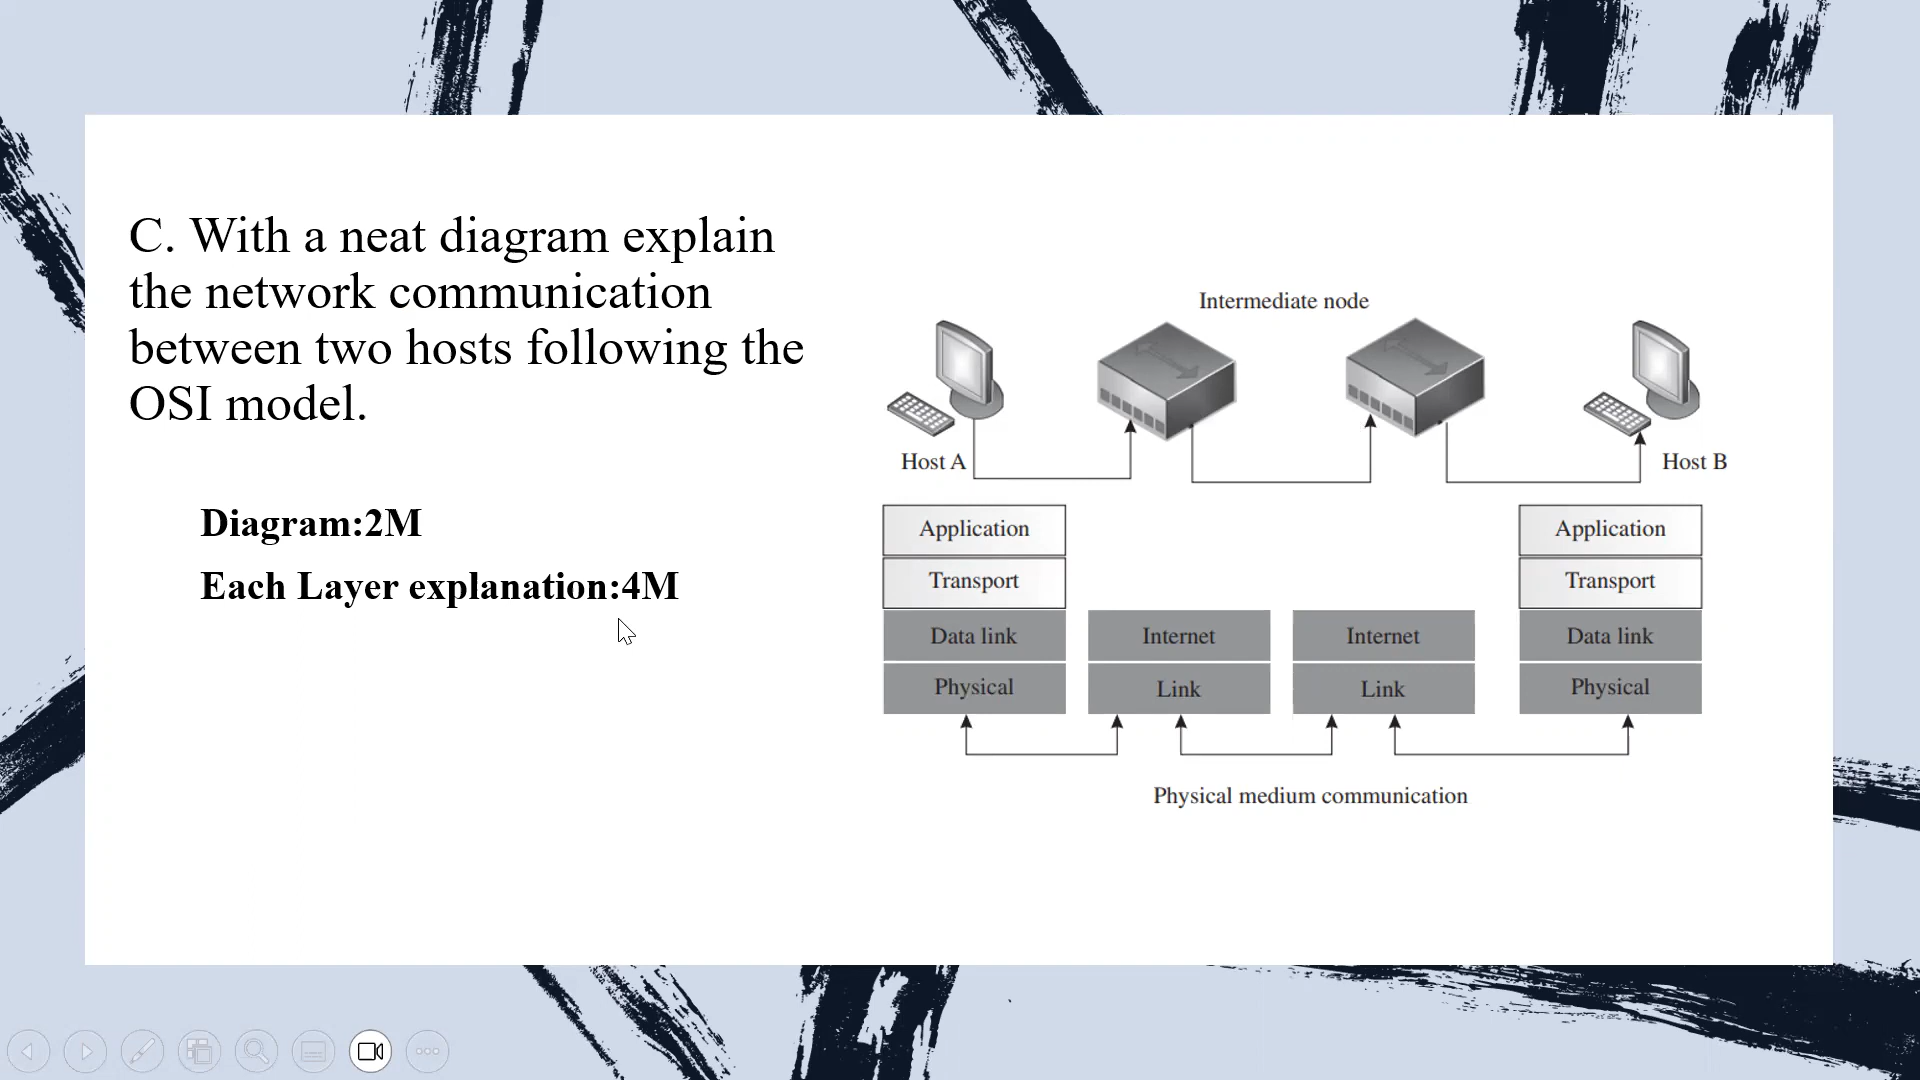 C. With a neat diagram explain
the network communication
between two hosts following the
OSI model.
Diagram:2M
Each Layer explanation:4M
Intermediate node
Host A
Host B
Application
Application
Transport
Transport
Data link
Internet
Internet
Data link
Physical
Link
Link
Physical
Physical medium communication